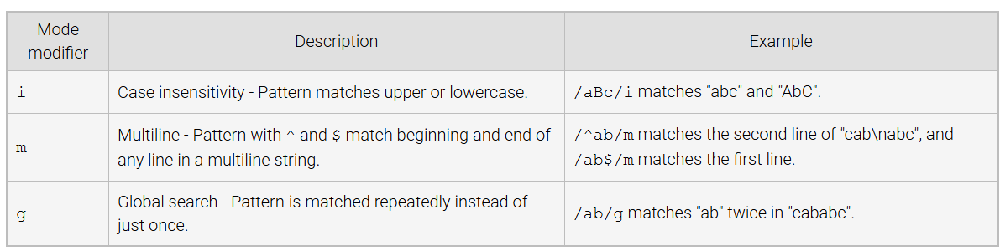 Mode
modifier
Description
Example
i
Case insensitivity - Pattern matches upper or lowercase.
/aBc/i matches "abc" and "AbC".
m
Multiline - Pattern with ^ and $ match beginning and end of
any line in a multiline string.
/^ab/m matches the second line of "cab\nabc", and
/ab$/m matches the first line.
g
Global search - Pattern is matched repeatedly instead of
just once.
/ab/g matches "ab" twice in "cababc".